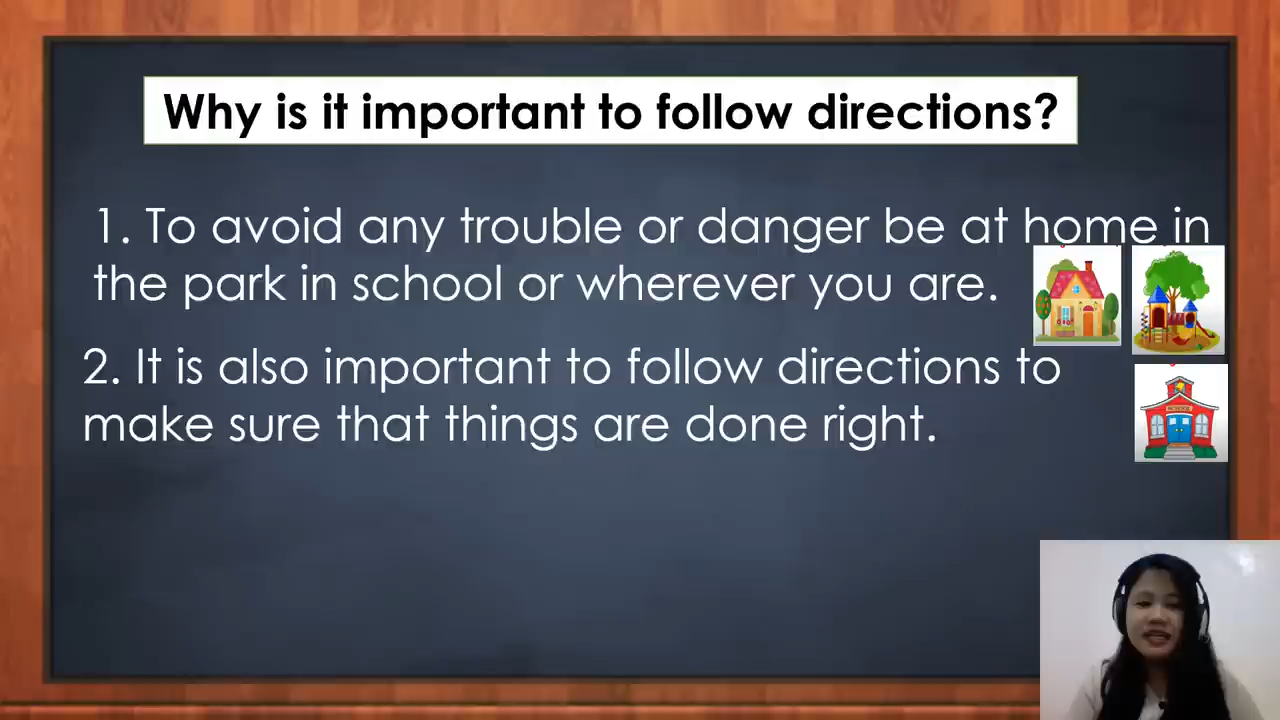 Why is it important to follow directions?
1. To avoid any trouble or danger be at home in
the park in school or wherever you are.
2. It is also important to follow directions to
make sure that things are done right.